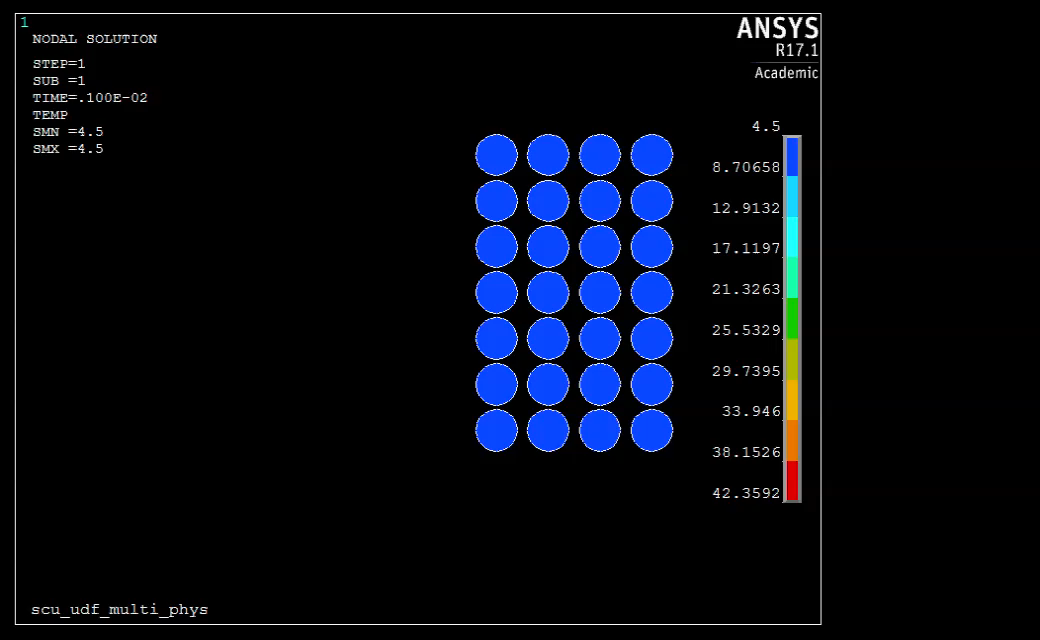 1
NODAL SOLUTION
STEP=1
SUB =1
TIME=.100E-02
TEMP
SMN =4.5
SMX =4.5
ANSYS
R17.1
Academic
4.5
8.70658
12.9132
17.1197
21.3263
25.5329
29.7395
33.946
38.1526
42.3592
scu_udf_multi_phys